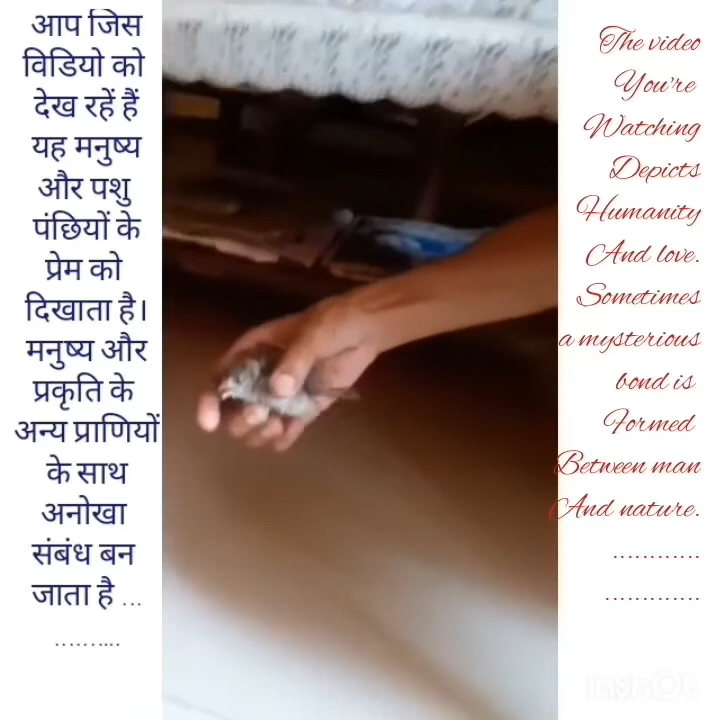 आप जिस
विडियो को
देख रहें हैं
यह मनुष्य
और पशु
पंछियों के
प्रेम को
दिखाता है।
मनुष्य और
प्रकृति के
अन्य प्राणियों
के साथ
अनोखा
संबंध बन
जाता है ...
..........
The video
You're
Watching
Depicts
Humanity
And love.
Sometimes
a mysterious
bond is
Formed
Between man
And nature.
............
.............